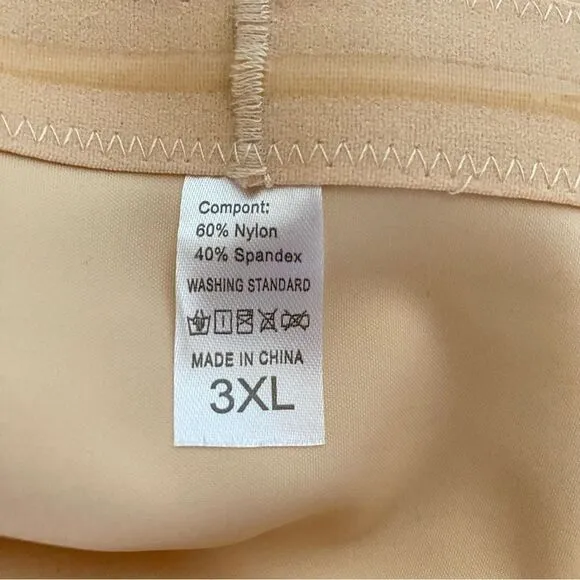 Compont:
60% Nylon
40% Spandex
WASHING STANDARD
MADE IN CHINA
3XL